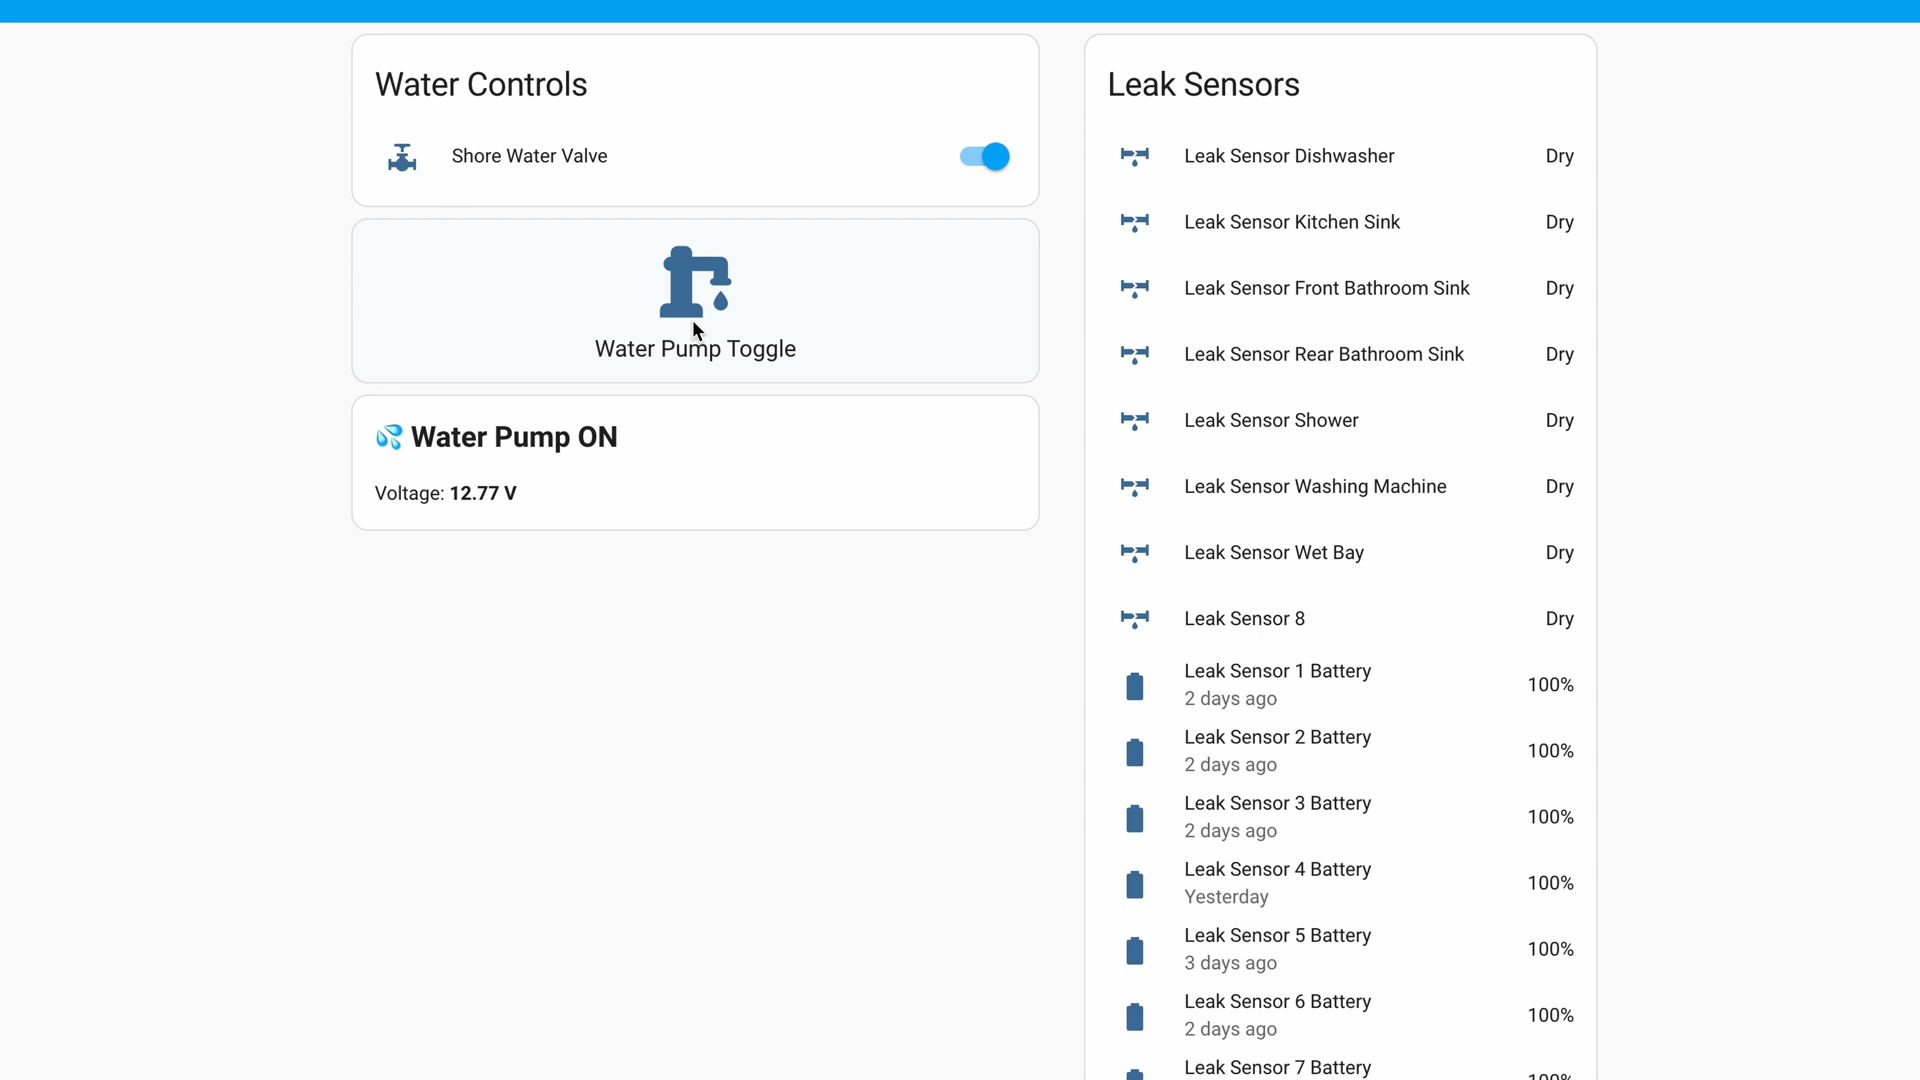 Water Controls
Shore Water Valve
Water Pump Toggle
💦 Water Pump ON
Voltage: 12.77 V
Leak Sensors
Leak Sensor Dishwasher Dry
Leak Sensor Kitchen Sink Dry
Leak Sensor Front Bathroom Sink Dry
Leak Sensor Rear Bathroom Sink Dry
Leak Sensor Shower Dry
Leak Sensor Washing Machine Dry
Leak Sensor Wet Bay Dry
Leak Sensor 8 Dry
Leak Sensor 1 Battery 100%
2 days ago
Leak Sensor 2 Battery 100%
2 days ago
Leak Sensor 3 Battery 100%
2 days ago
Leak Sensor 4 Battery 100%
Yesterday
Leak Sensor 5 Battery 100%
3 days ago
Leak Sensor 6 Battery 100%
2 days ago
Leak Sensor 7 Battery